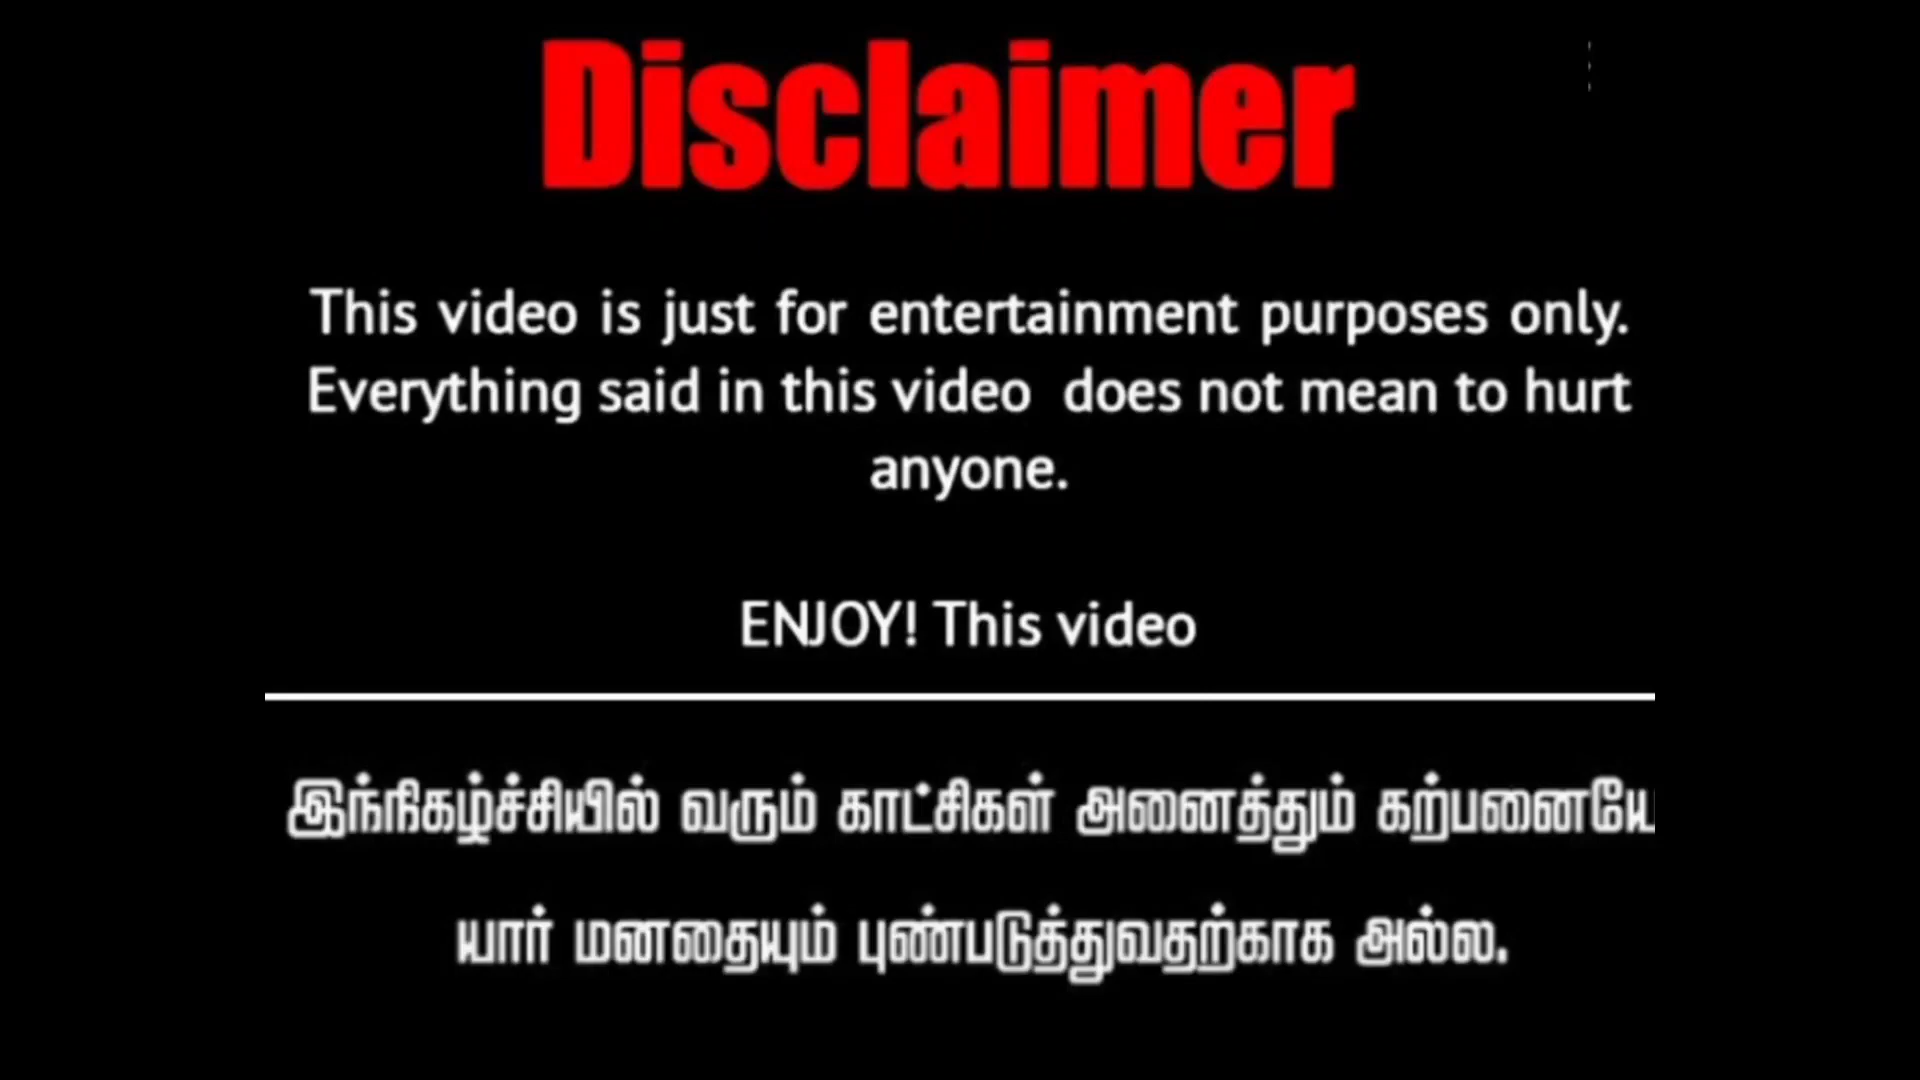 Disclaimer
This video is just for entertainment purposes only.
Everything said in this video does not mean to hurt
anyone.
ENJOY! This video
இந்நிகழ்ச்சியில் வரும் காட்சிகள் அனைத்தும் கற்பனையே
யார் மனதையும் புண்படுத்துவதற்காக அல்ல.